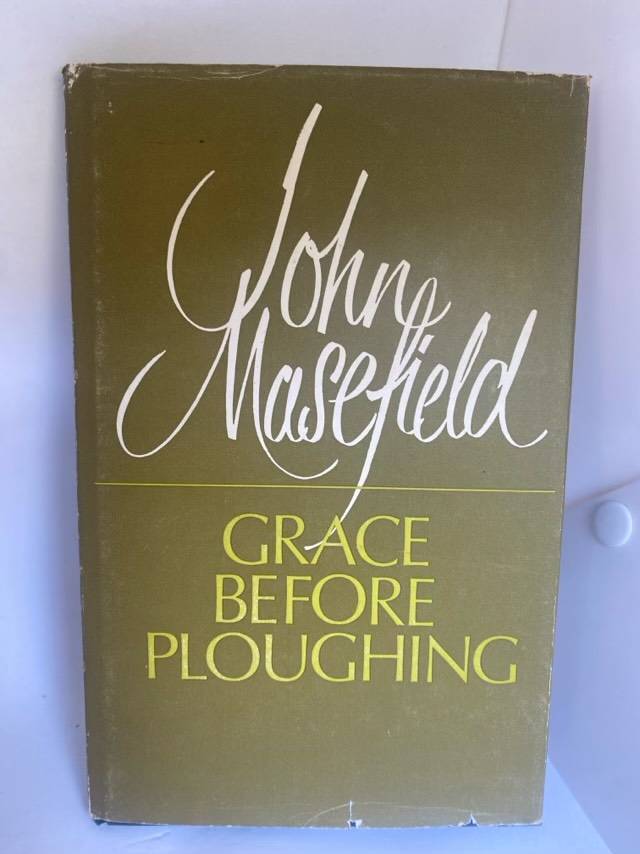 John
Masefield
GRACE
BEFORE
PLOUGHING